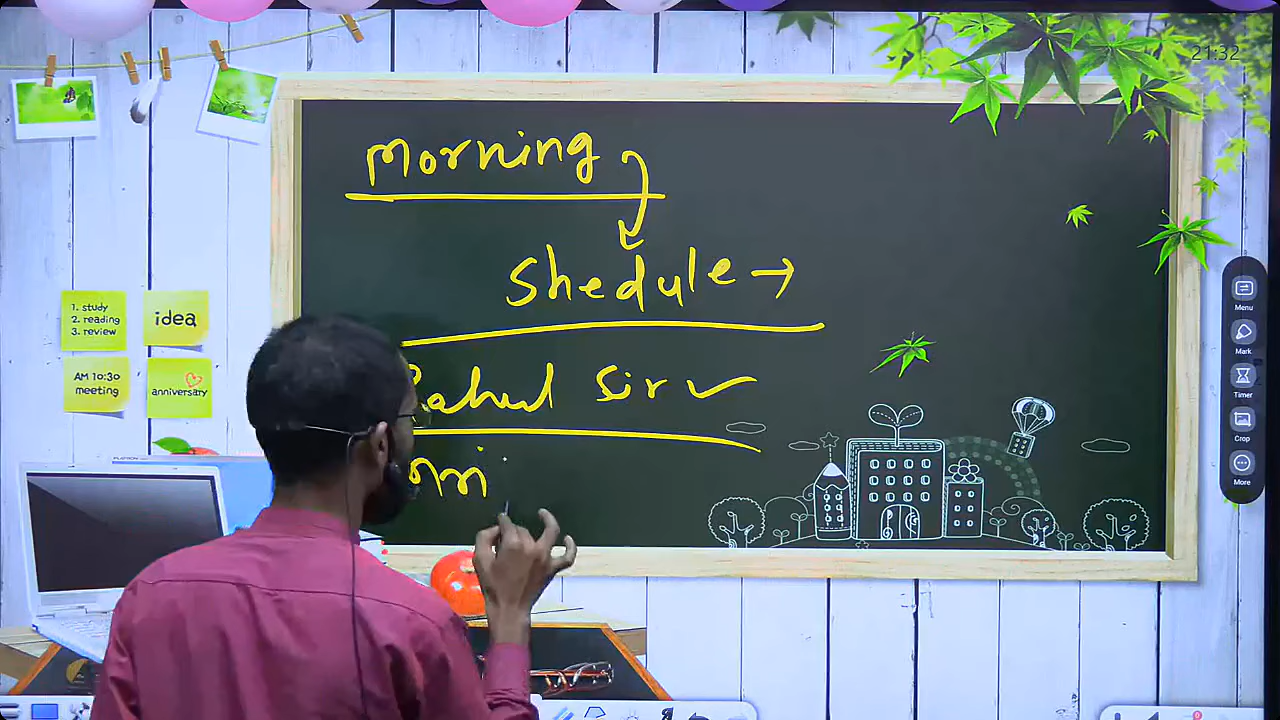 21:32
Morning
Shedule →
Rahul Sir ✓
1. study
2. reading
3. review
idea
AM 10:30
meeting
anniversary
Menu
Mark
Timer
Crop
More